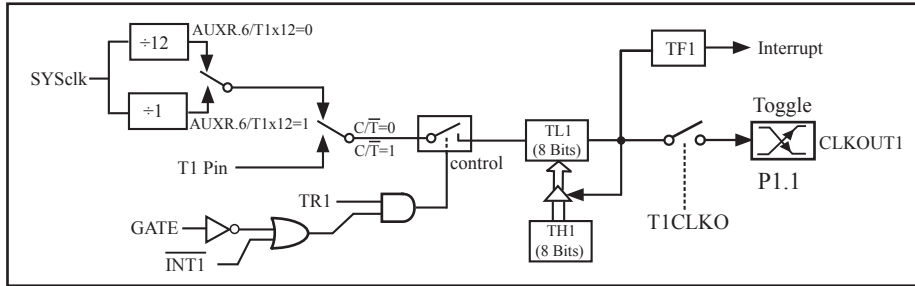 AUXR.6/T1x12=0
÷12
SYSclk
÷1
AUXR.6/T1x12=1
T1 Pin
C/T̅=0
C/T̅=1
control
TR1
GATE
I̅N̅T̅1̅
TL1
(8 Bits)
TH1
(8 Bits)
TF1
Interrupt
Toggle
CLKOUT1
P1.1
T1CLKO